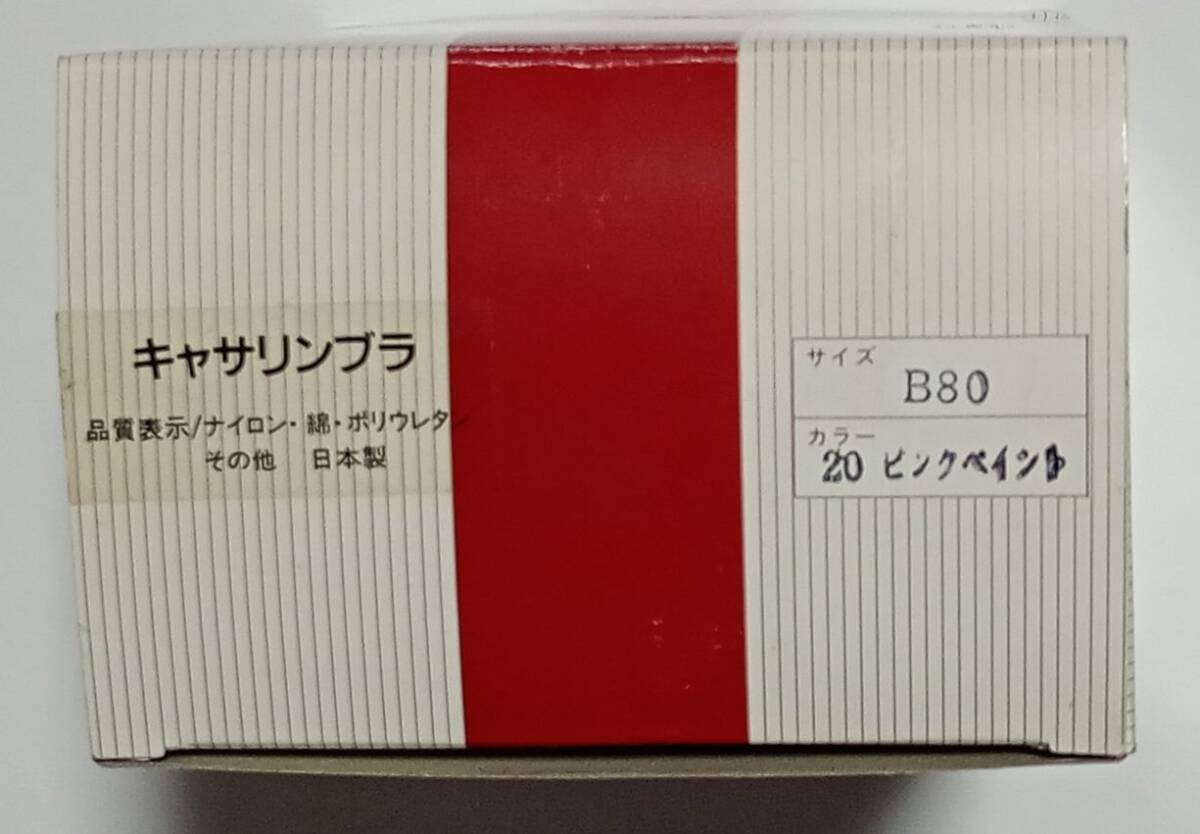 キャサリンブラ
品質表示/ナイロン・綿・ポリウレタン
その他 日本製
サイズ
B80
カラー
20 ピンクペイント